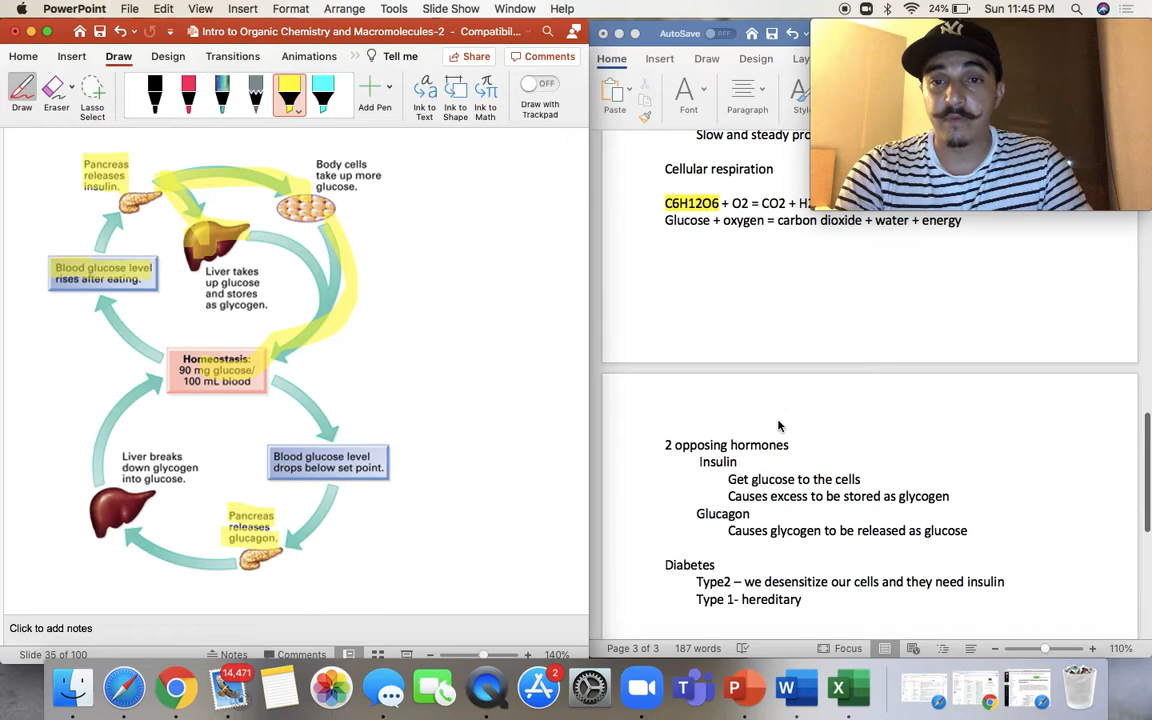 PowerPoint File Edit View Insert Format Arrange Tools Slide Show Window Help
24% Sun 11:45 PM
Intro to Organic Chemistry and Macromolecules-2 - Compatibil...
Home Insert Draw Design Transitions Animations Tell me Share Comments
Draw Eraser Lasso Select Add Pen Ink to Text Ink to Shape Ink to Math OFF Draw with Trackpad
Pancreas
releases
insulin.
Body cells
take up more
glucose.
Blood glucose level
rises after eating.
Liver takes
up glucose
and stores
as glycogen.
Homeostasis:
90 mg glucose/
100 mL blood
Blood glucose level
drops below set point.
Liver breaks
down glycogen
into glucose.
Pancreas
releases
glucagon.
Click to add notes
Slide 35 of 100 Notes Comments 140%
AutoSave OFF
Home Insert Draw Design Lay
Paste Font Paragraph Style
Slow and steady pro
Cellular respiration
C6H12O6 + O2 = CO2 + H2
Glucose + oxygen = carbon dioxide + water + energy
2 opposing hormones
Insulin
Get glucose to the cells
Causes excess to be stored as glycogen
Glucagon
Causes glycogen to be released as glucose
Diabetes
Type2 – we desensitize our cells and they need insulin
Type 1- hereditary
Page 3 of 3 187 words Focus 110%
14,471
2